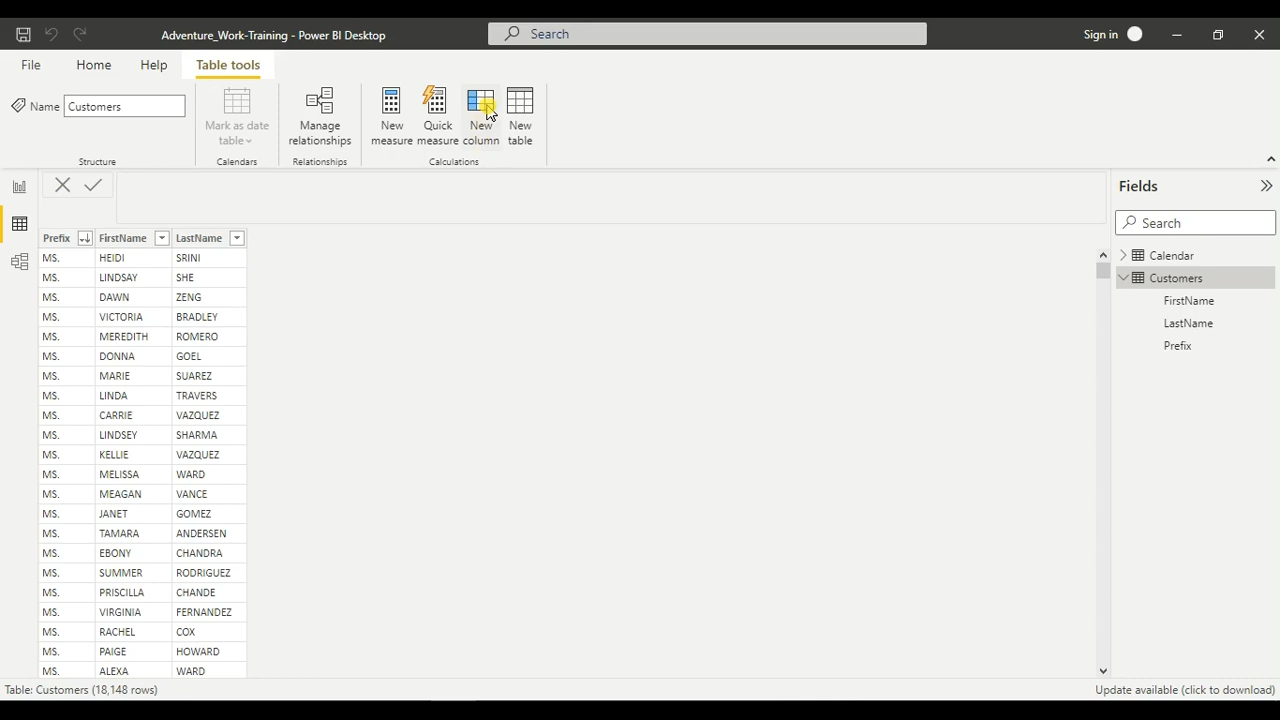 Adventure_Work-Training - Power BI Desktop
Search
Sign in
File
Home
Help
Table tools
Name
Customers
Mark as date table
Manage relationships
New measure
Quick measure
New column
New table
Structure
Calendars
Relationships
Calculations
Fields
Search
Calendar
Customers
FirstName
LastName
Prefix
Prefix FirstName LastName
MS. HEIDI SRINI
MS. LINDSAY SHE
MS. DAWN ZENG
MS. VICTORIA BRADLEY
MS. MEREDITH ROMERO
MS. DONNA GOEL
MS. MARIE SUAREZ
MS. LINDA TRAVERS
MS. CARRIE VAZQUEZ
MS. LINDSEY SHARMA
MS. KELLIE VAZQUEZ
MS. MELISSA WARD
MS. MEAGAN VANCE
MS. JANET GOMEZ
MS. TAMARA ANDERSEN
MS. EBONY CHANDRA
MS. SUMMER RODRIGUEZ
MS. PRISCILLA CHANDE
MS. VIRGINIA FERNANDEZ
MS. RACHEL COX
MS. PAIGE HOWARD
MS. ALEXA WARD
Table: Customers (18,148 rows)
Update available (click to download)